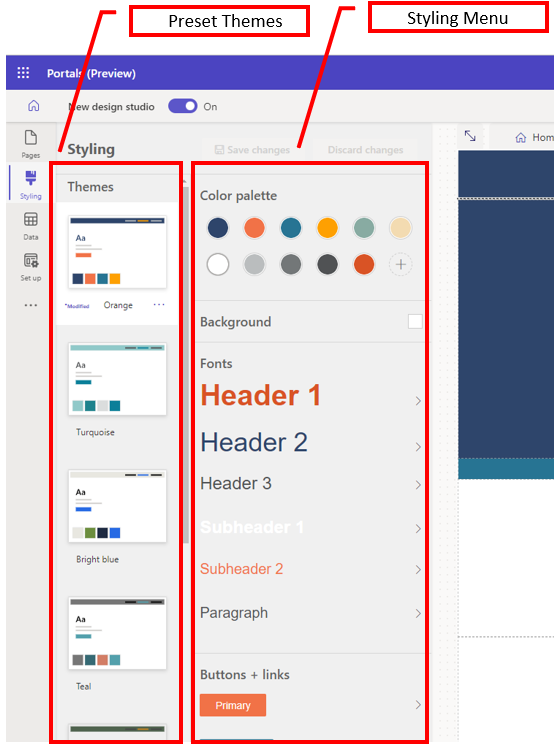 Preset Themes
Styling Menu
Portals (Preview)
New design studio
On
Hom
Pages
Styling
Data
Set up
Styling
Save changes
Discard changes
Themes
Aa
*Modified
Orange
Aa
Turquoise
Aa
Bright blue
Aa
Teal
Color palette
Background
Fonts
Header 1
Header 2
Header 3
Subheader 1
Subheader 2
Paragraph
Buttons + links
Primary